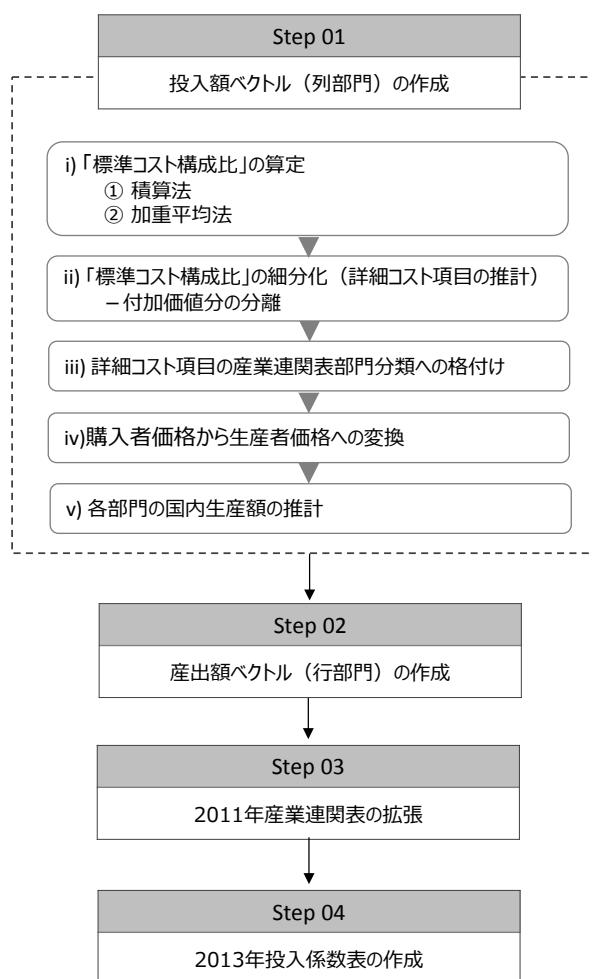 Step 01
投入額ベクトル（列部門）の作成
i)「標準コスト構成比」の算定
① 積算法
② 加重平均法
ii)「標準コスト構成比」の細分化（詳細コスト項目の推計）
– 付加価値分の分離
iii) 詳細コスト項目の産業連関表部門分類への格付け
iv)購入者価格から生産者価格への変換
v) 各部門の国内生産額の推計
Step 02
産出額ベクトル（行部門）の作成
Step 03
2011年産業連関表の拡張
Step 04
2013年投入係数表の作成